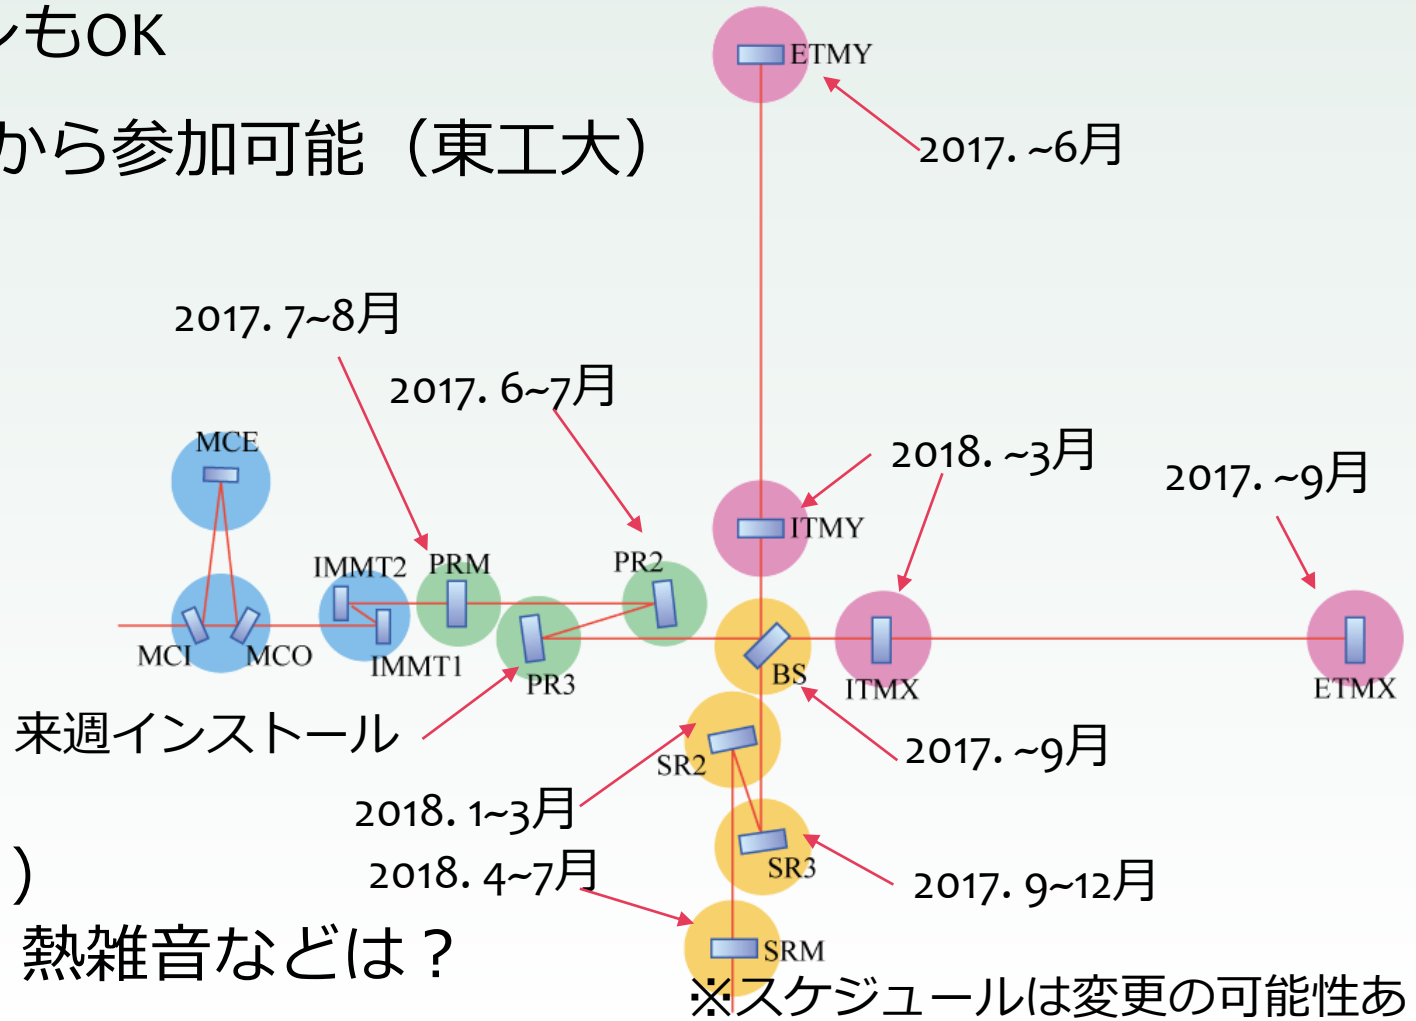 ンもOK
ETMY
から参加可能（東工大）
2017. ~6月
2017. 7~8月
2017. 6~7月
MCE
2018. ~3月
2017. ~9月
ITMY
IMMT2
PRM
PR2
MCI
MCO
IMMT1
PR3
BS
ITMX
ETMX
来週インストール
2017. ~9月
SR2
2018. 1~3月
)
2018. 4~7月
SR3
2017. 9~12月
熱雑音などは？
SRM
※スケジュールは変更の可能性あ